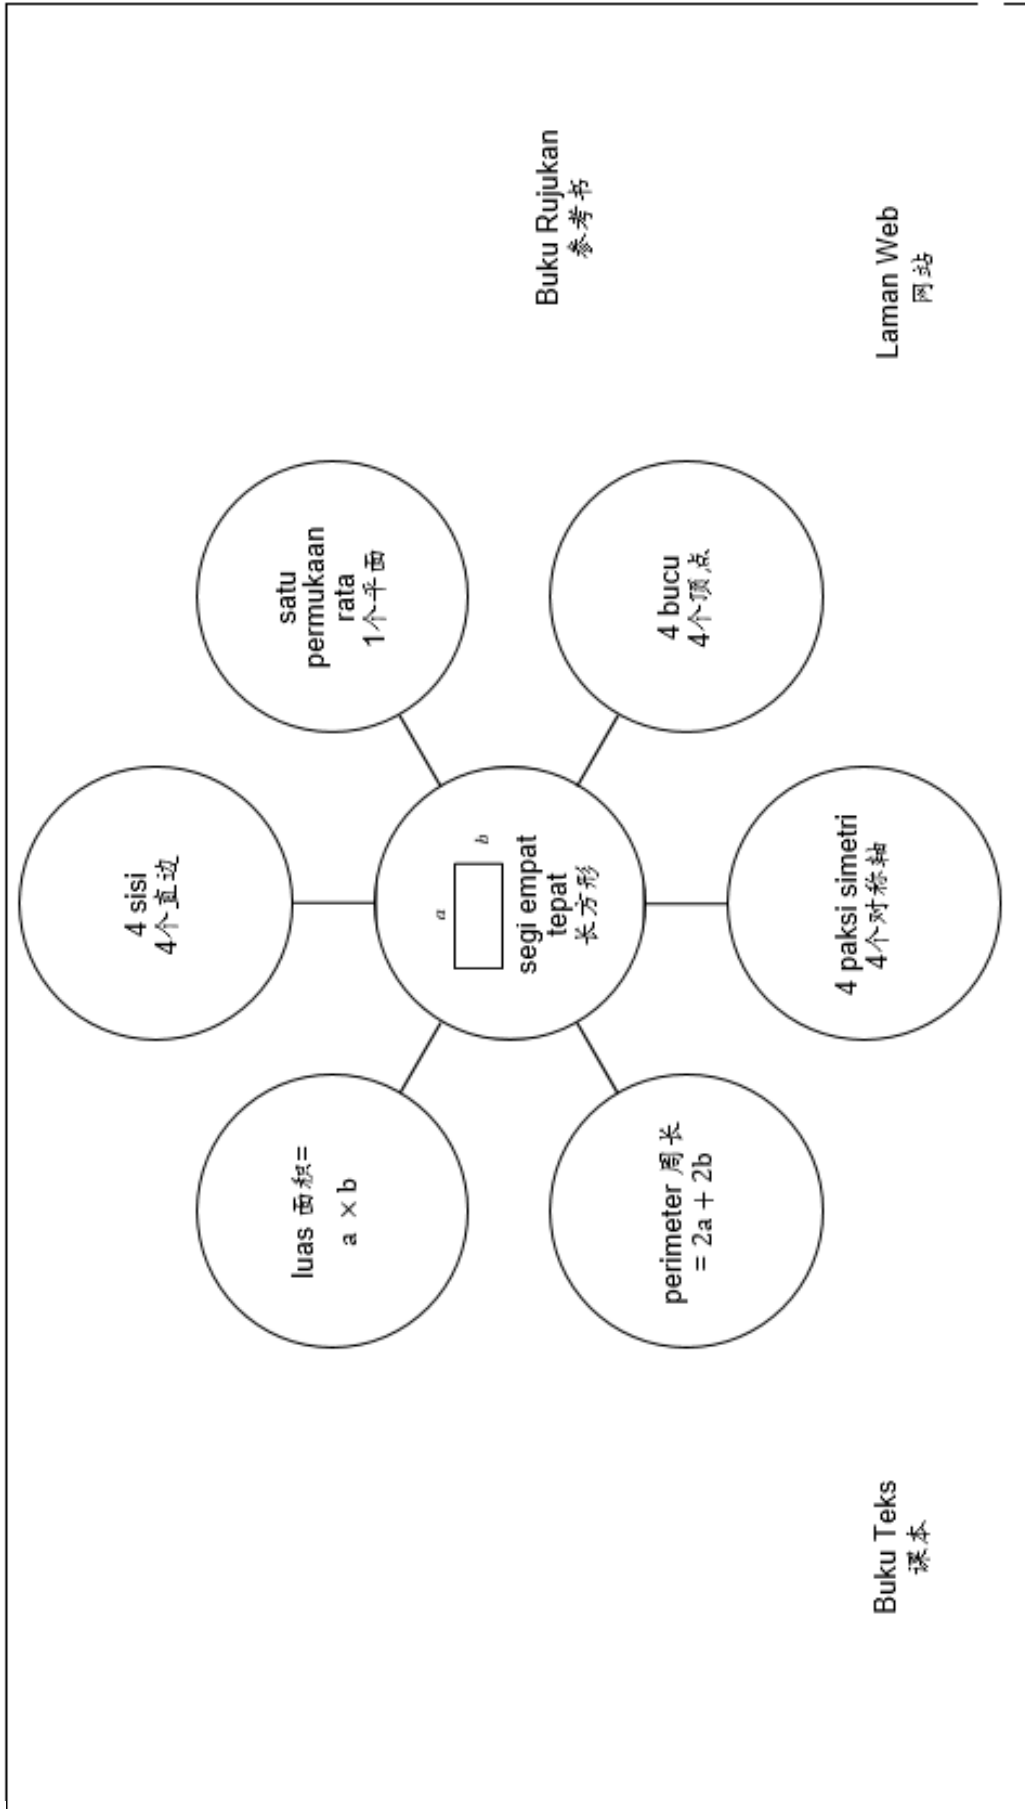 4 sisi
4个直边
luas 面积=
a × b
satu
permukaan
rata
1个平面
a
b
segi empat
tepat
长方形
perimeter 周长
= 2a + 2b
4 bucu
4个顶点
4 paksi simetri
4个对称轴
Buku Rujukan
参考书
Buku Teks
课本
Laman Web
网站